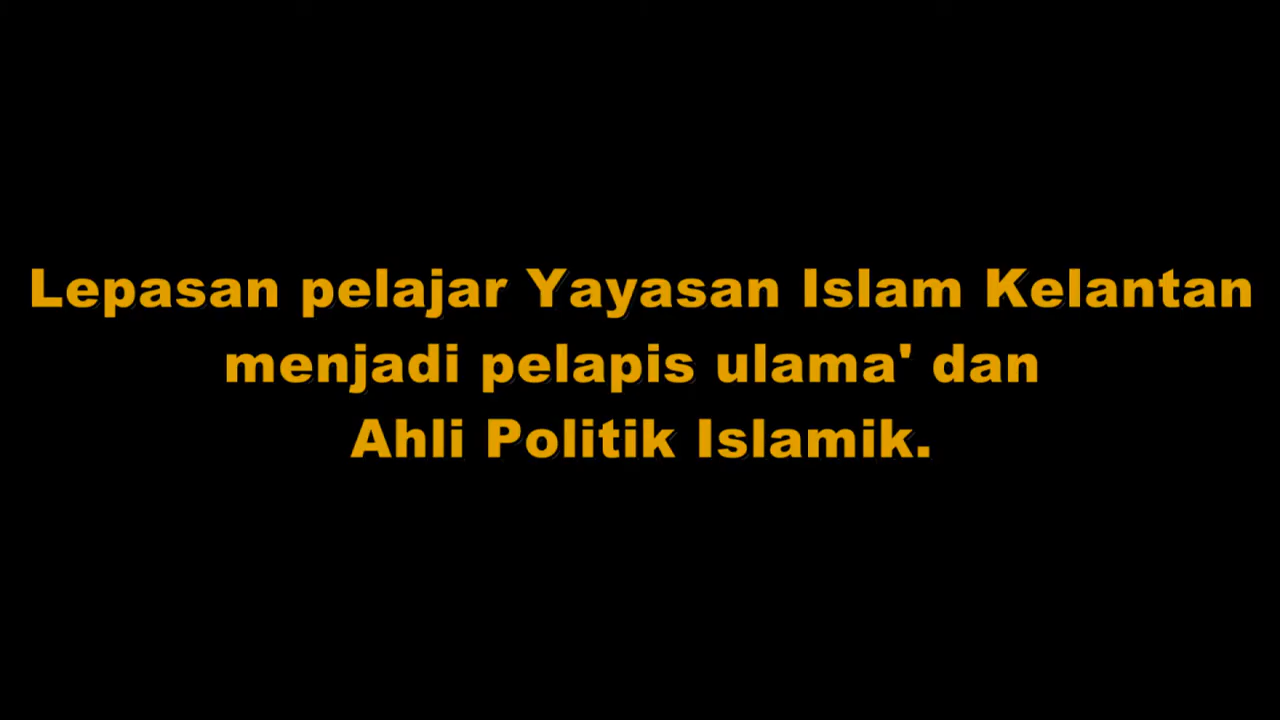 Lepasan pelajar Yayasan Islam Kelantan
menjadi pelapis ulama' dan
Ahli Politik Islamik.